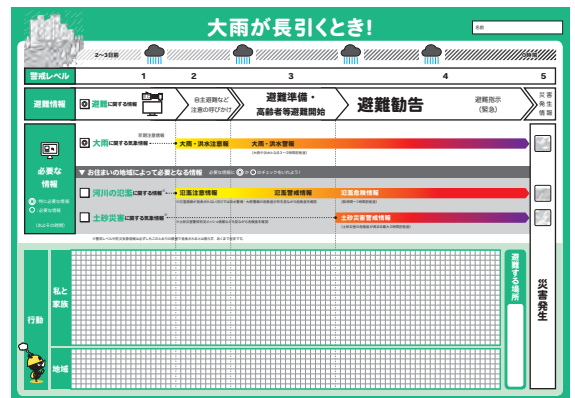 大雨が長引くとき!
名前
2~3日前
警戒レベル 1 2 3 4 5
避難情報
避難に関する情報
自主避難など
注意の呼びかけ
避難準備・
高齢者等避難開始
避難勧告
避難指示
(緊急)
災害
発生
情報
必要な
情報
早期注意情報
大雨に関する気象情報
大雨・洪水注意報
大雨・洪水警報
▼お住まいの地域によって必要となる情報
河川の氾濫に関する情報
氾濫注意情報
氾濫警戒情報
氾濫危険情報
土砂災害に関する気象情報
土砂災害警戒情報
行動
私と
家族
地域
避難する場所
災害発生